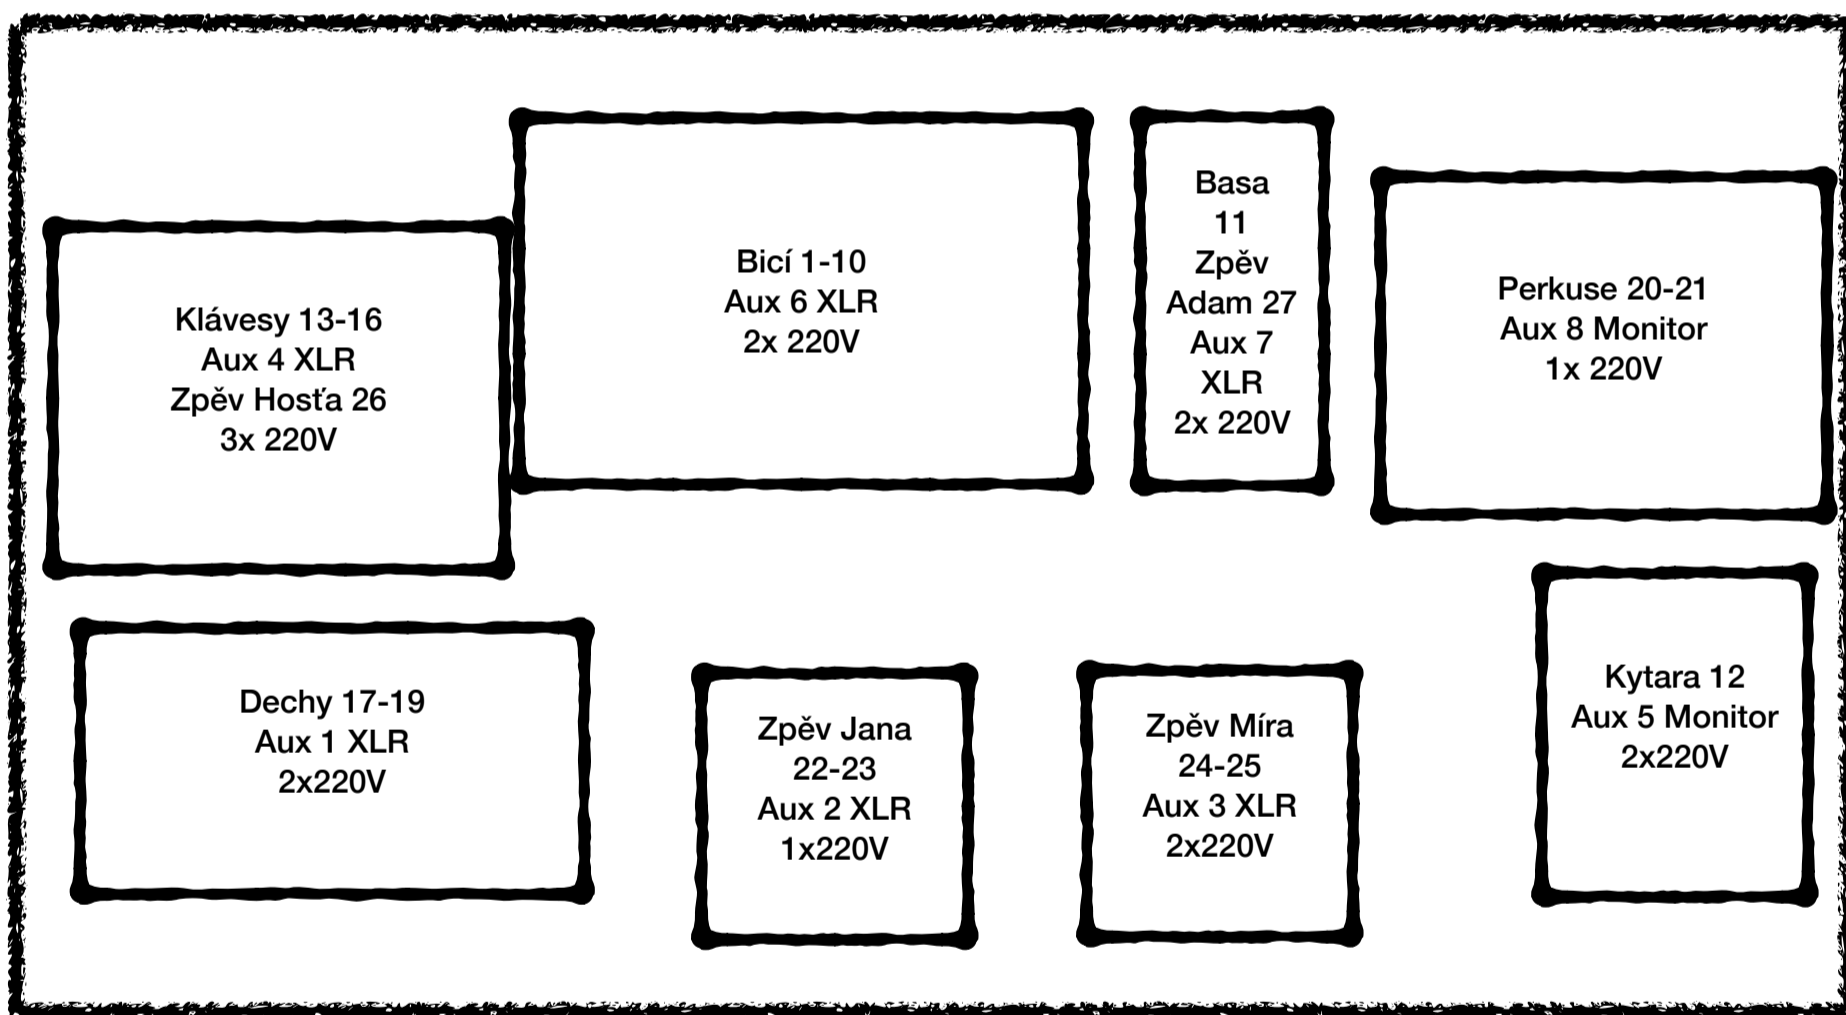 Klávesy 13-16
Aux 4 XLR
Zpěv Hosťa 26
3x 220V
Bicí 1-10
Aux 6 XLR
2x 220V
Basa
11
Zpěv
Adam 27
Aux 7
XLR
2x 220V
Perkuse 20-21
Aux 8 Monitor
1x 220V
Dechy 17-19
Aux 1 XLR
2x220V
Zpěv Jana
22-23
Aux 2 XLR
1x220V
Zpěv Míra
24-25
Aux 3 XLR
2x220V
Kytara 12
Aux 5 Monitor
2x220V